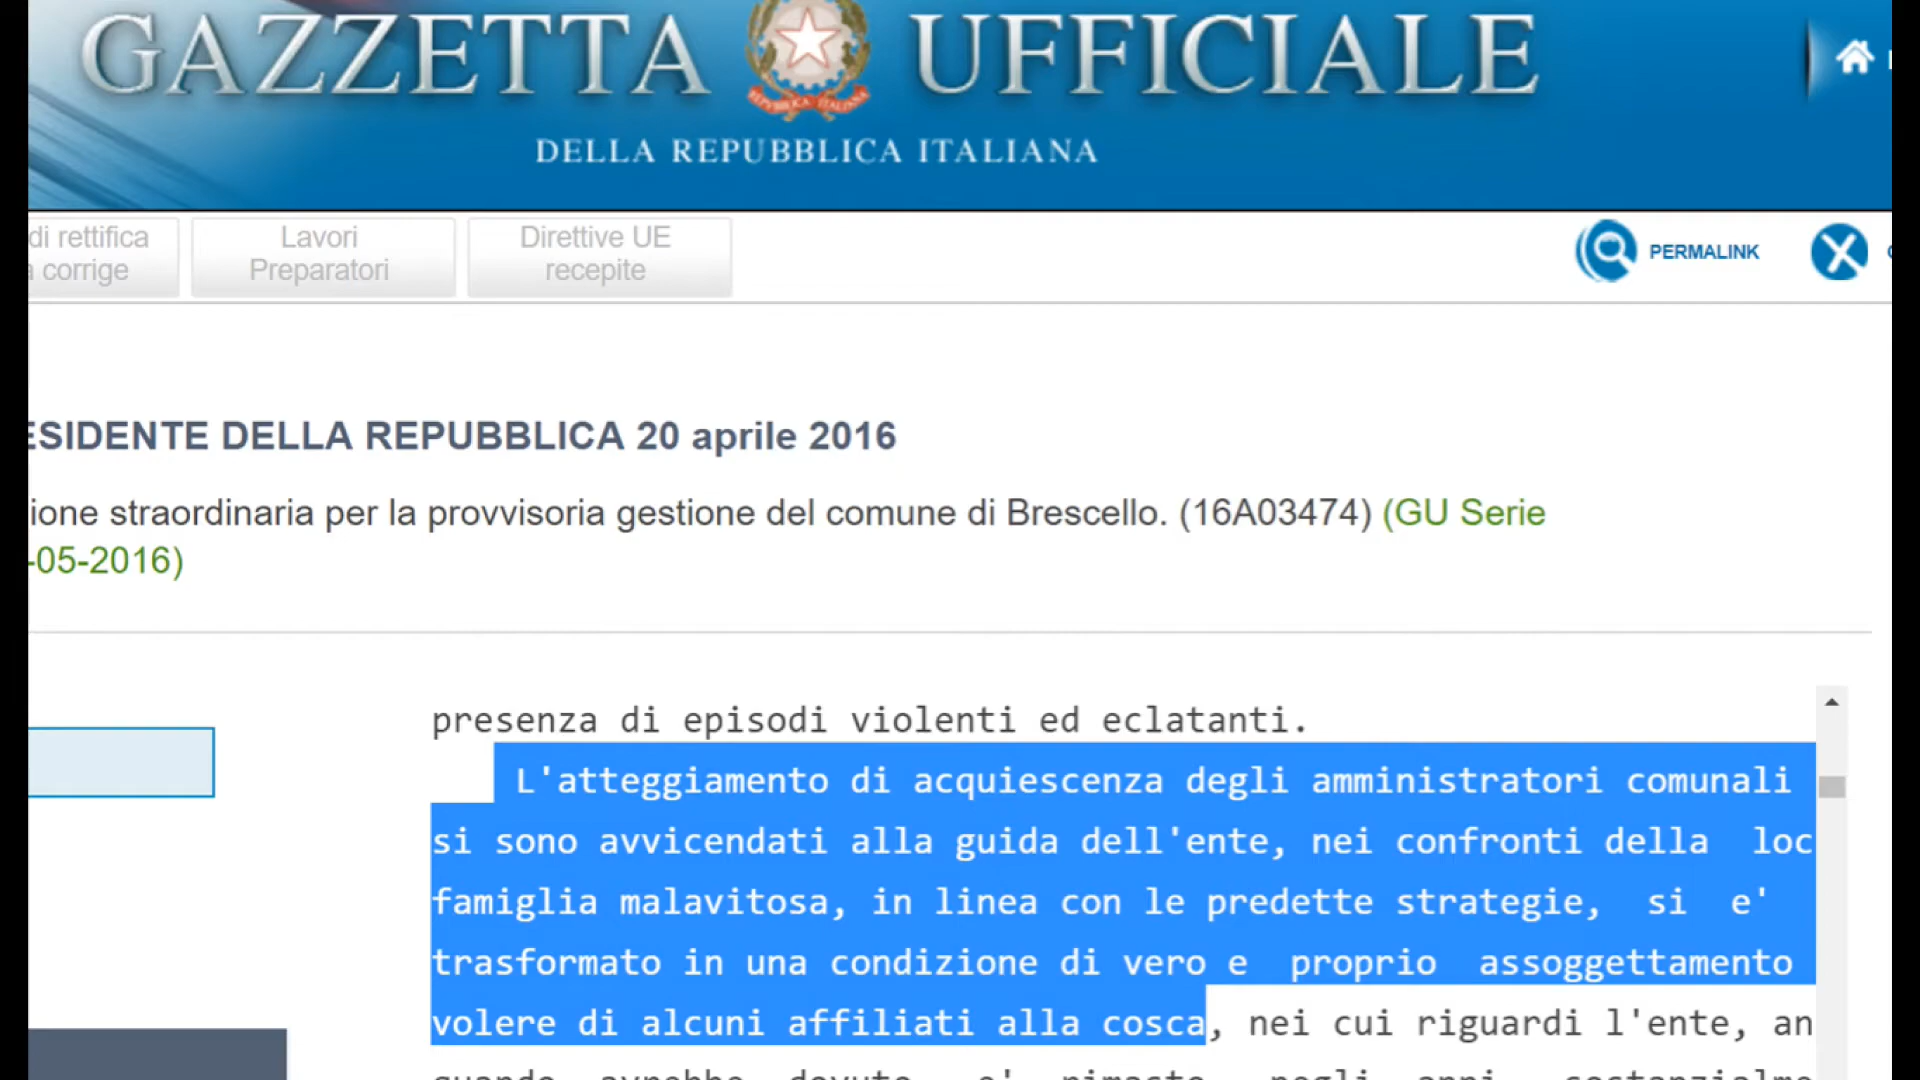 GAZZETTA UFFICIALE
DELLA REPUBBLICA ITALIANA
di rettifica
corrige
Lavori
Preparatori
Direttive UE
recepite
PERMALINK
ESIDENTE DELLA REPUBBLICA 20 aprile 2016
ione straordinaria per la provvisoria gestione del comune di Brescello. (16A03474) (GU Serie
-05-2016)
presenza di episodi violenti ed eclatanti.
L'atteggiamento di acquiescenza degli amministratori comunali
si sono avvicendati alla guida dell'ente, nei confronti della loc
famiglia malavitosa, in linea con le predette strategie, si e'
trasformato in una condizione di vero e proprio assoggettamento
volere di alcuni affiliati alla cosca, nei cui riguardi l'ente, an